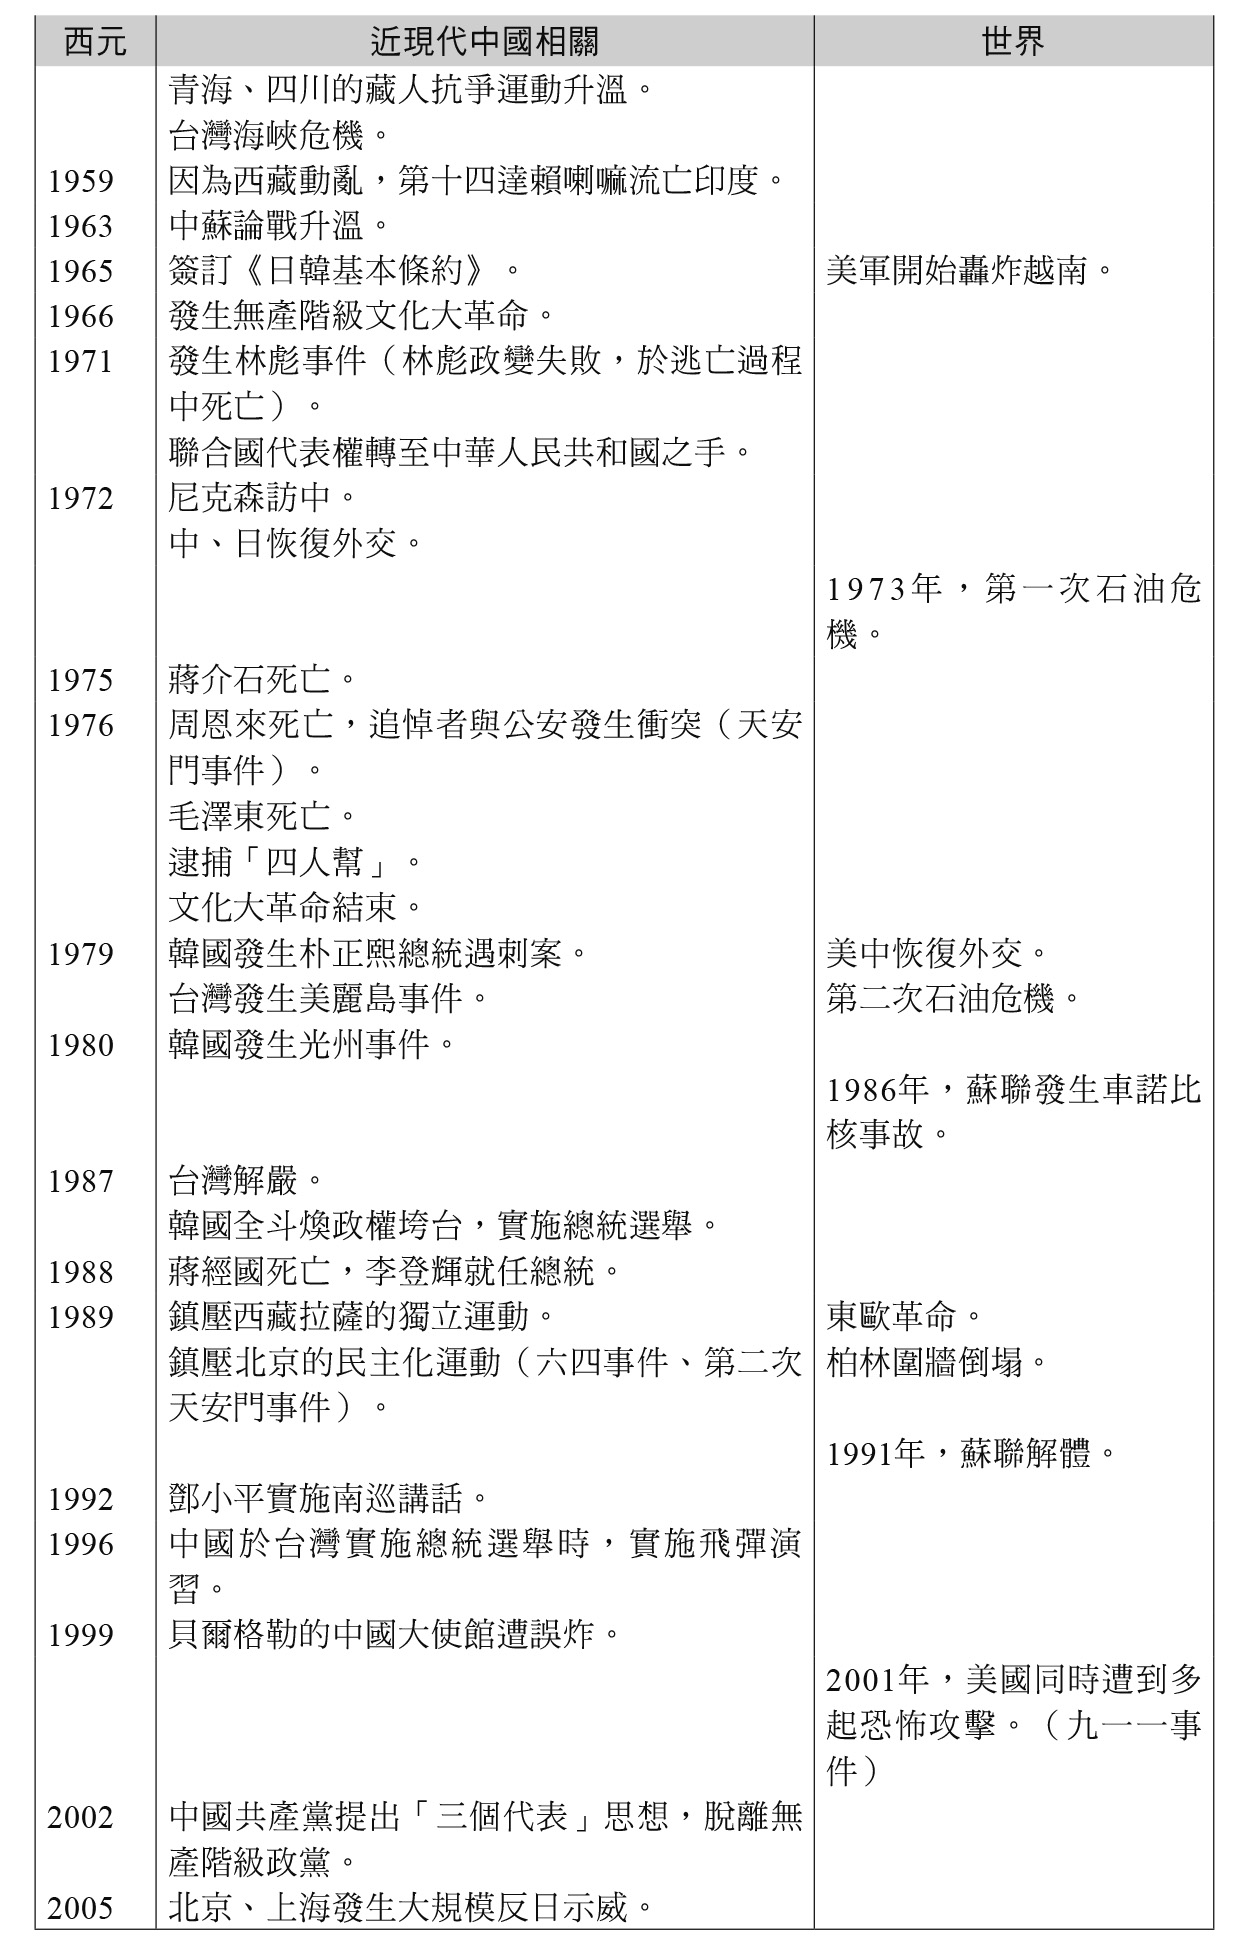 西元 近現代中國相關 世界
青海、四川的藏人抗爭運動升溫。
台灣海峽危機。
1959 因為西藏動亂，第十四達賴喇嘛流亡印度。
1963 中蘇論戰升溫。
1965 簽訂《日韓基本條約》。 美軍開始轟炸越南。
1966 發生無產階級文化大革命。
1971 發生林彪事件（林彪政變失敗，於逃亡過程
中死亡）。
聯合國代表權轉至中華人民共和國之手。
1972 尼克森訪中。
中、日恢復外交。
1973年，第一次石油危
機。
1975 蔣介石死亡。
1976 周恩來死亡，追悼者與公安發生衝突（天安
門事件）。
毛澤東死亡。
逮捕「四人幫」。
文化大革命結束。
1979 韓國發生朴正熙總統遇刺案。 美中恢復外交。
台灣發生美麗島事件。 第二次石油危機。
1980 韓國發生光州事件。
1986年，蘇聯發生車諾比
核事故。
1987 台灣解嚴。
韓國全斗煥政權垮台，實施總統選舉。
1988 蔣經國死亡，李登輝就任總統。
1989 鎮壓西藏拉薩的獨立運動。 東歐革命。
鎮壓北京的民主化運動（六四事件、第二次 柏林圍牆倒塌。
天安門事件）。
1991年，蘇聯解體。
1992 鄧小平實施南巡講話。
1996 中國於台灣實施總統選舉時，實施飛彈演
習。
1999 貝爾格勒的中國大使館遭誤炸。
2001年，美國同時遭到多
起恐怖攻擊。（九一一事
件）
2002 中國共產黨提出「三個代表」思想，脫離無
產階級政黨。
2005 北京、上海發生大規模反日示威。